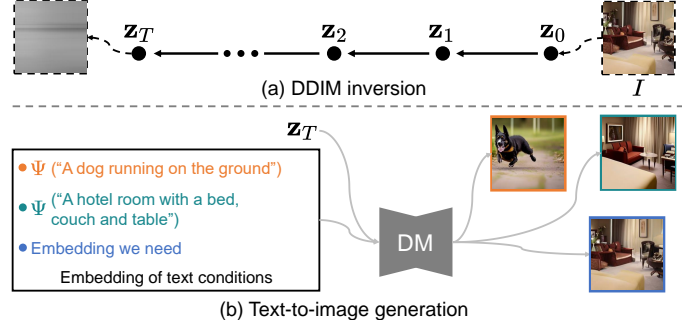 z_T z_2 z_1 z_0
(a) DDIM inversion
I
z_T
Ψ ("A dog running on the ground")
Ψ ("A hotel room with a bed,
couch and table")
Embedding we need
Embedding of text conditions
DM
(b) Text-to-image generation